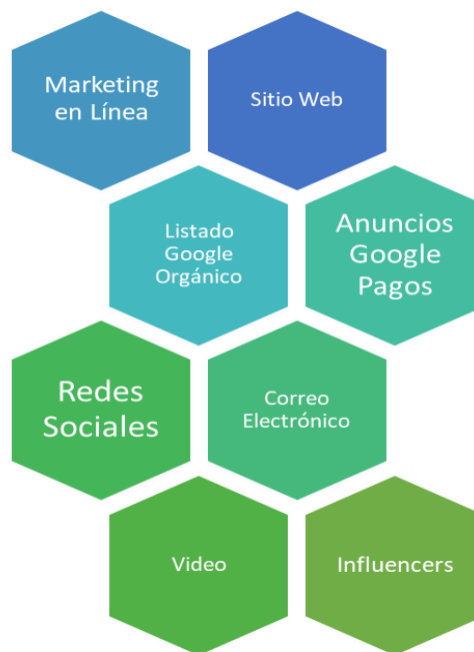 Marketing
en Línea
Sitio Web
Listado
Google
Orgánico
Anuncios
Google
Pagos
Redes
Sociales
Correo
Electrónico
Video
Influencers